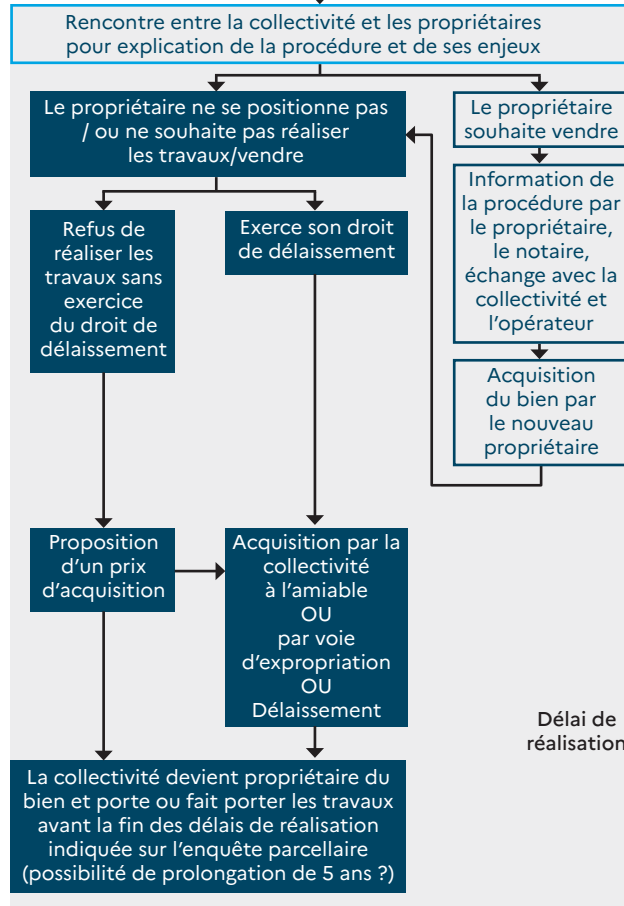 Rencontre entre la collectivité et les propriétaires
pour explication de la procédure et de ses enjeux
Le propriétaire ne se positionne pas
/ ou ne souhaite pas réaliser
les travaux/vendre
Le propriétaire
souhaite vendre
Information de
la procédure par
le propriétaire,
le notaire,
échange avec la
collectivité et
l'opérateur
Refus de
réaliser les
travaux sans
exercice
du droit de
délaissement
Exerce son droit
de délaissement
Acquisition
du bien par
le nouveau
propriétaire
Proposition
d'un prix
d'acquisition
Acquisition par la
collectivité
à l'amiable
OU
par voie
d'expropriation
OU
Délaissement
Délai de
réalisation
La collectivité devient propriétaire du
bien et porte ou fait porter les travaux
avant la fin des délais de réalisation
indiquée sur l'enquête parcellaire
(possibilité de prolongation de 5 ans ?)